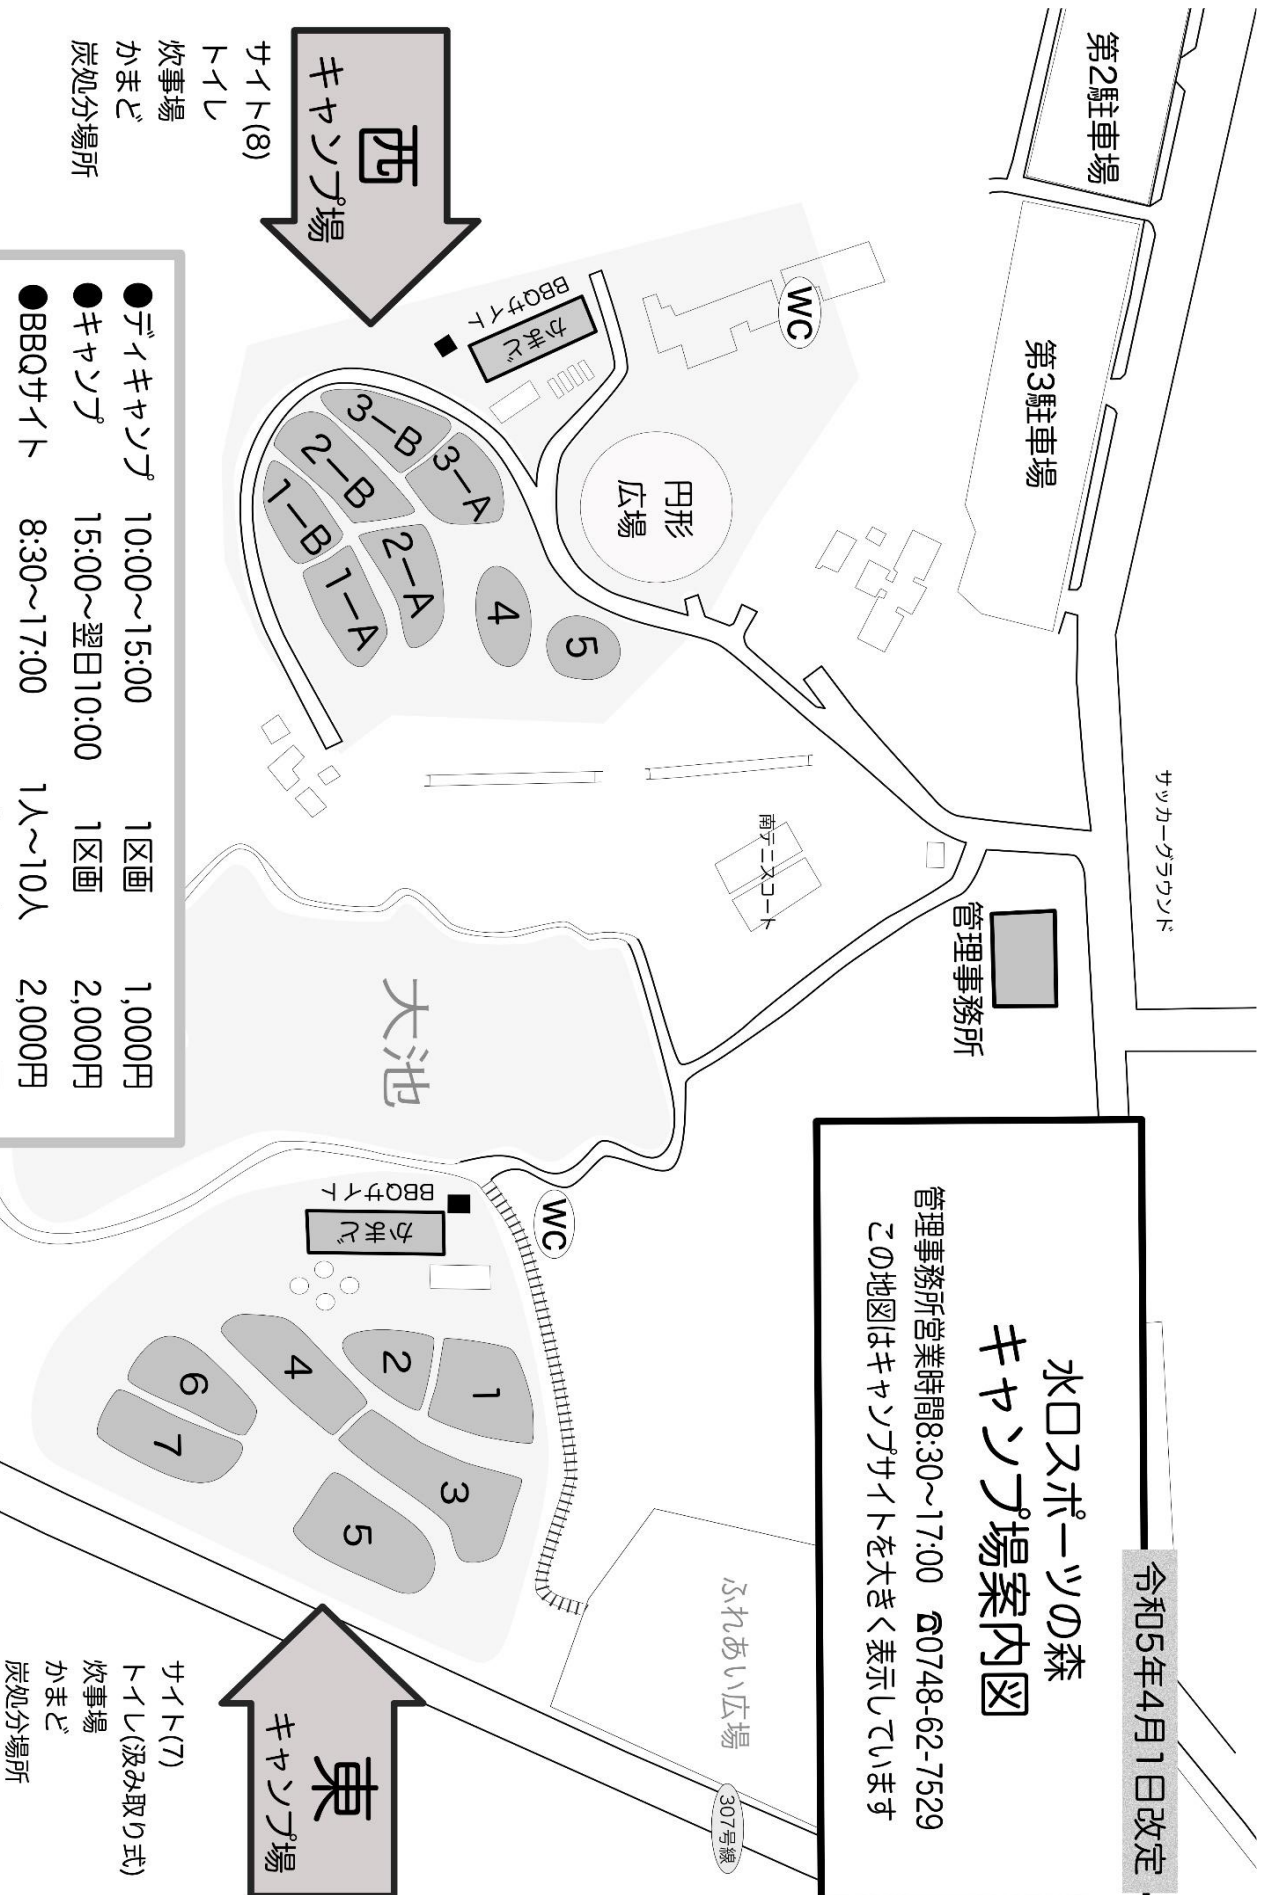 令和5年4月1日改定
水口スポーツの森
キャンプ場案内図
管理事務所営業時間8:30～17:00 ☎0748-62-7529
この地図はキャンプサイトを大きく表示しています
第2駐車場
第3駐車場
サッカーグラウンド
管理事務所
南テニスコート
WC
円形
広場
BBQサイト
かまど
3－B
3－A
2－B
2－A
1－B
1－A
4
5
西
キャンプ場
サイト(8)
トイレ
炊事場
かまど
炭処分場所
大池
WC
BBQサイト
かまど
1
2
3
4
5
6
7
ふれあい広場
307号線
東
キャンプ場
サイト(7)
トイレ(汲み取り式)
炊事場
かまど
炭処分場所
●デイキャンプ 10:00～15:00 1区画 1,000円
●キャンプ 15:00～翌日10:00 1区画 2,000円
●BBQサイト 8:30～17:00 1人～10人 2,000円